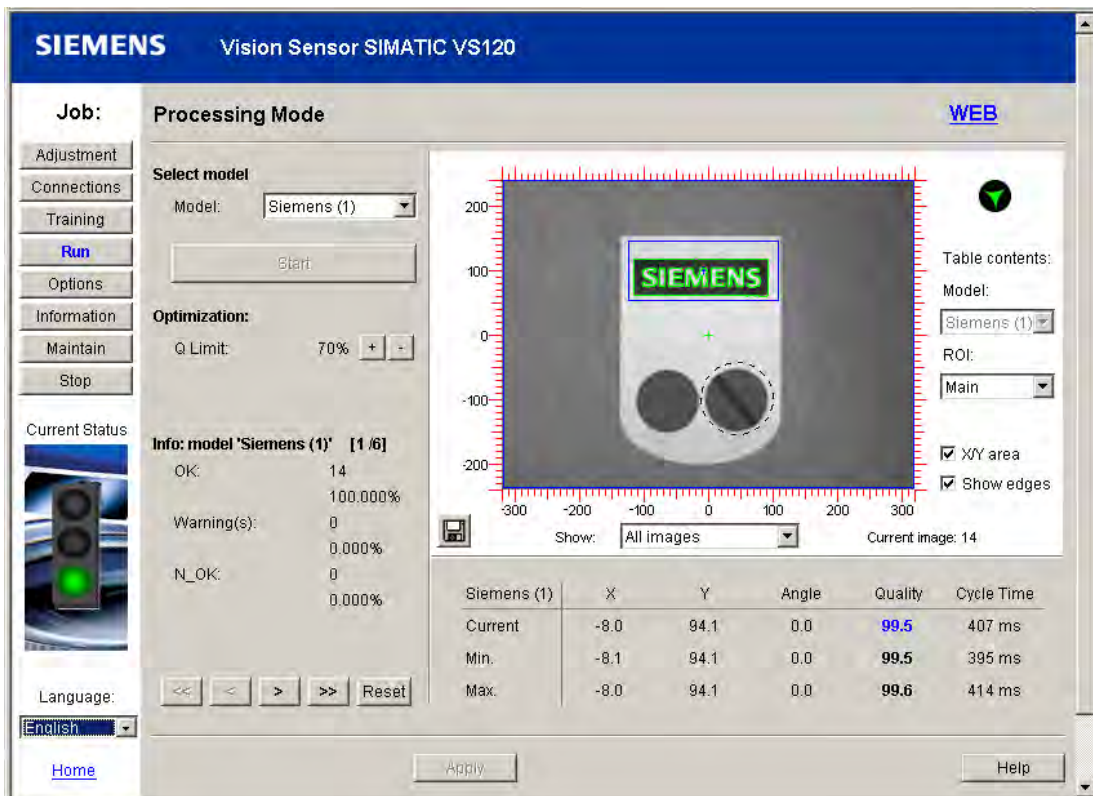 SIEMENS Vision Sensor SIMATIC VS120
Job:
Adjustment
Connections
Training
Run
Options
Information
Maintain
Stop
Current Status
Language:
English
Home
Processing Mode
WEB
Select model
Model: Siemens (1)
Start
Optimization:
Q Limit: 70% + -
Info: model 'Siemens (1)' [1 /6]
OK: 14
100.000%
Warning(s): 0
0.000%
N_OK: 0
0.000%
<< < > >> Reset
200
100
0
-100
-200
SIEMENS
-300 -200 -100 0 100 200 300
Show: All images Current image: 14
Table contents:
Model:
Siemens (1)
ROI:
Main
X/Y area
Show edges
Siemens (1) X Y Angle Quality Cycle Time
Current -8.0 94.1 0.0 99.5 407 ms
Min. -8.1 94.1 0.0 99.5 395 ms
Max. -8.0 94.1 0.0 99.6 414 ms
Apply
Help